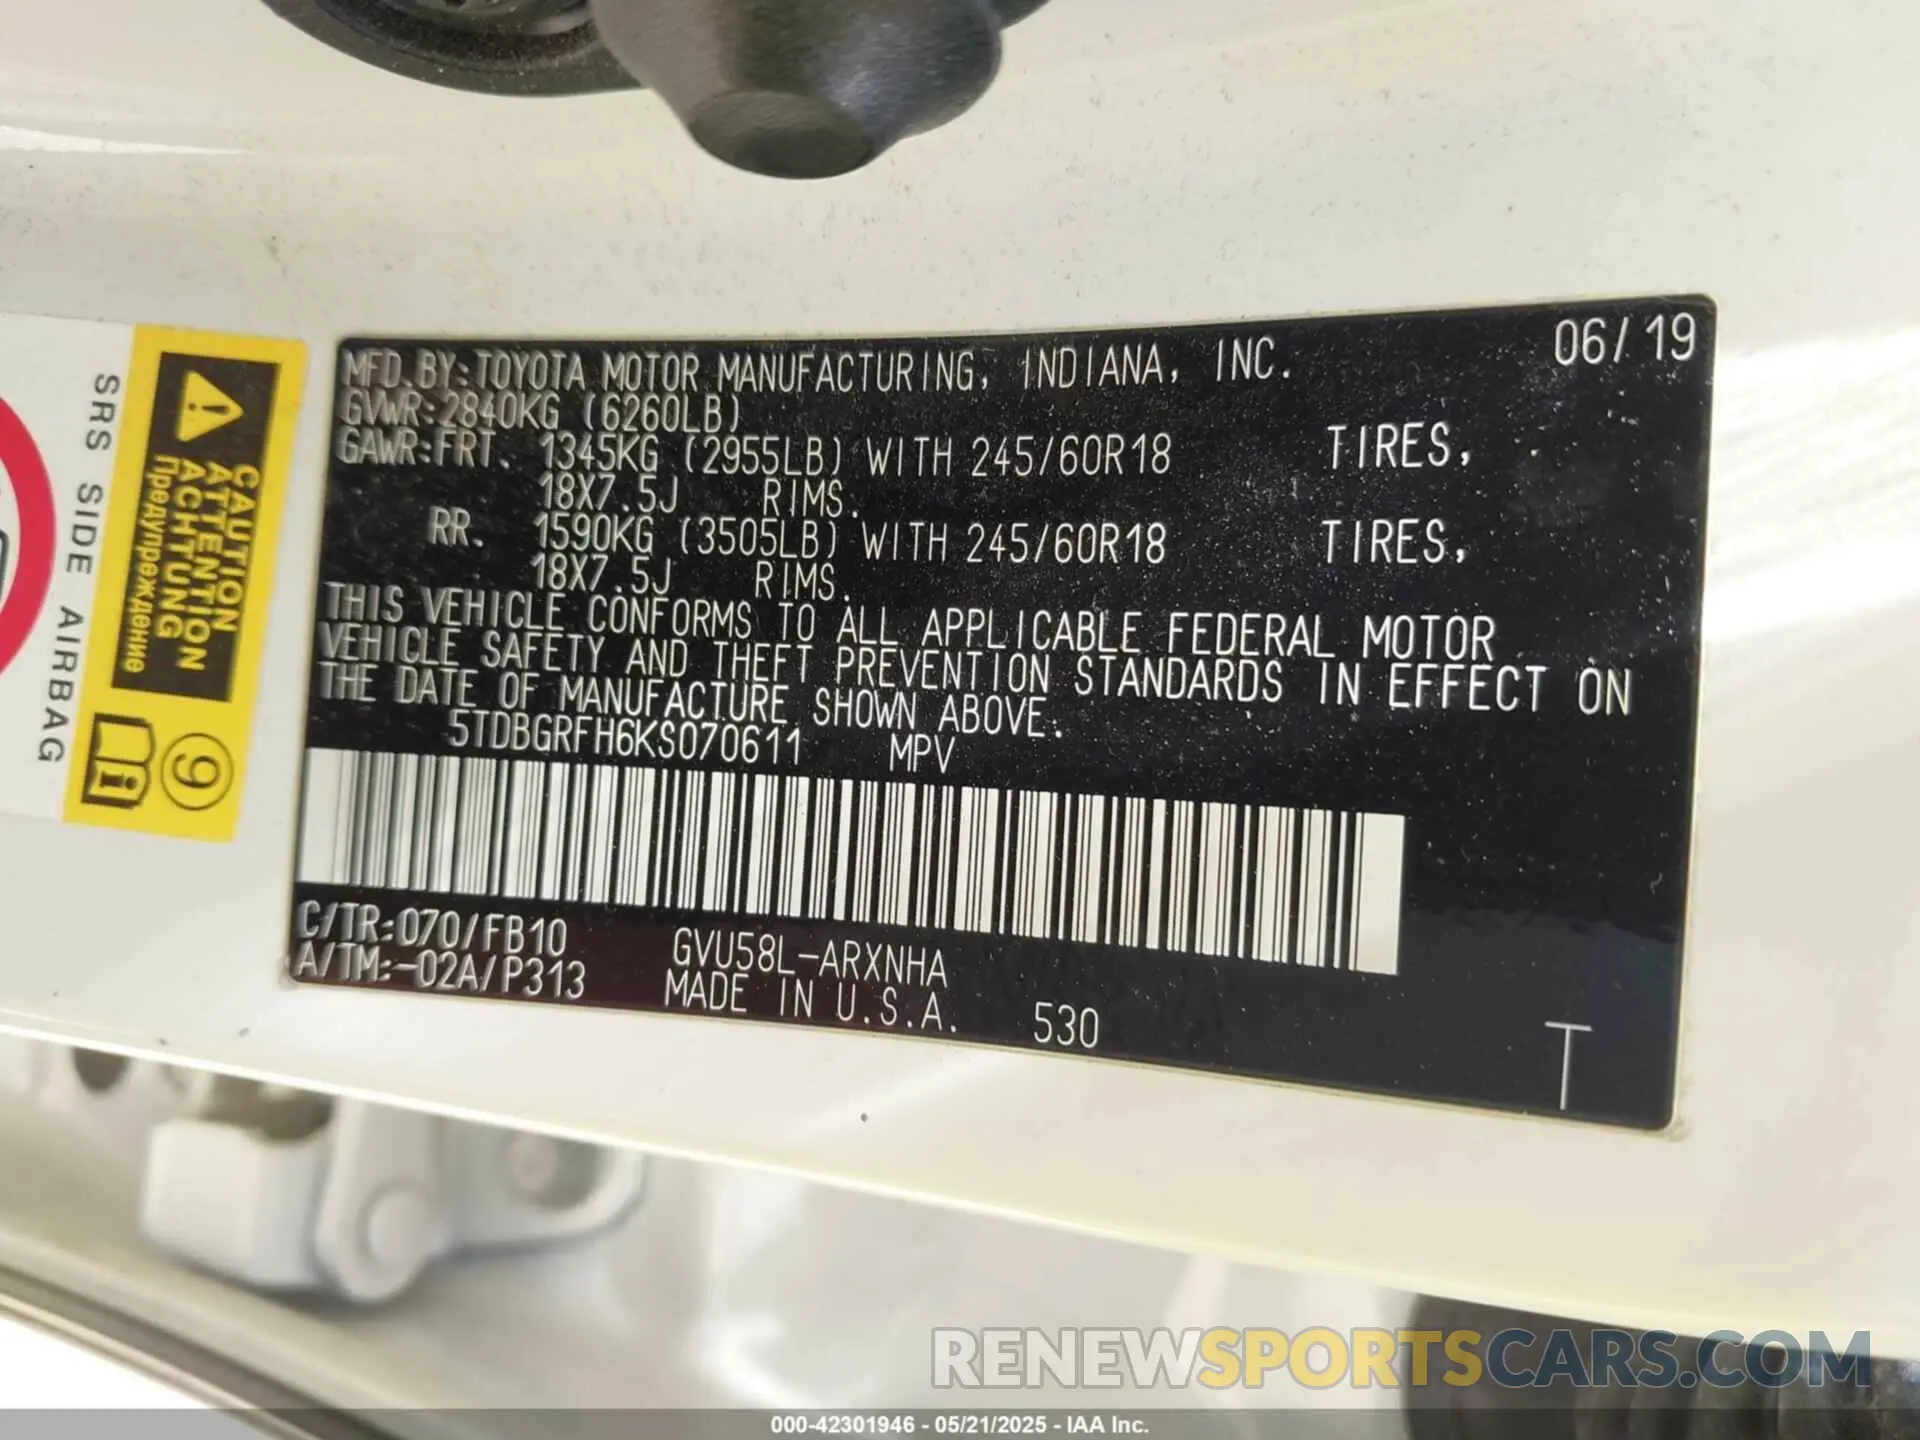 06/19
MFD.BY:TOYOTA MOTOR MANUFACTURING, INDIANA, INC.
GVWR:2840KG (6260LB)
GAWR:FRT. 1345KG (2955LB) WITH 245/60R18 TIRES,
18X7.5J RIMS.
RR. 1590KG (3505LB) WITH 245/60R18 TIRES,
18X7.5J RIMS.
THIS VEHICLE CONFORMS TO ALL APPLICABLE FEDERAL MOTOR
VEHICLE SAFETY AND THEFT PREVENTION STANDARDS IN EFFECT ON
THE DATE OF MANUFACTURE SHOWN ABOVE.
5TDBGRFH6KS070611 MPV
C/TR:070/FB10 GVU58L-ARXNHA
A/TM:-02A/P313 MADE IN U.S.A. 530
T
CAUTION
ATTENTION
ACHTUNG
Предупреждение
9
SRS SIDE AIRBAG
RENEWSPORTSCARS.COM
000-42301946 - 05/21/2025 - IAA Inc.